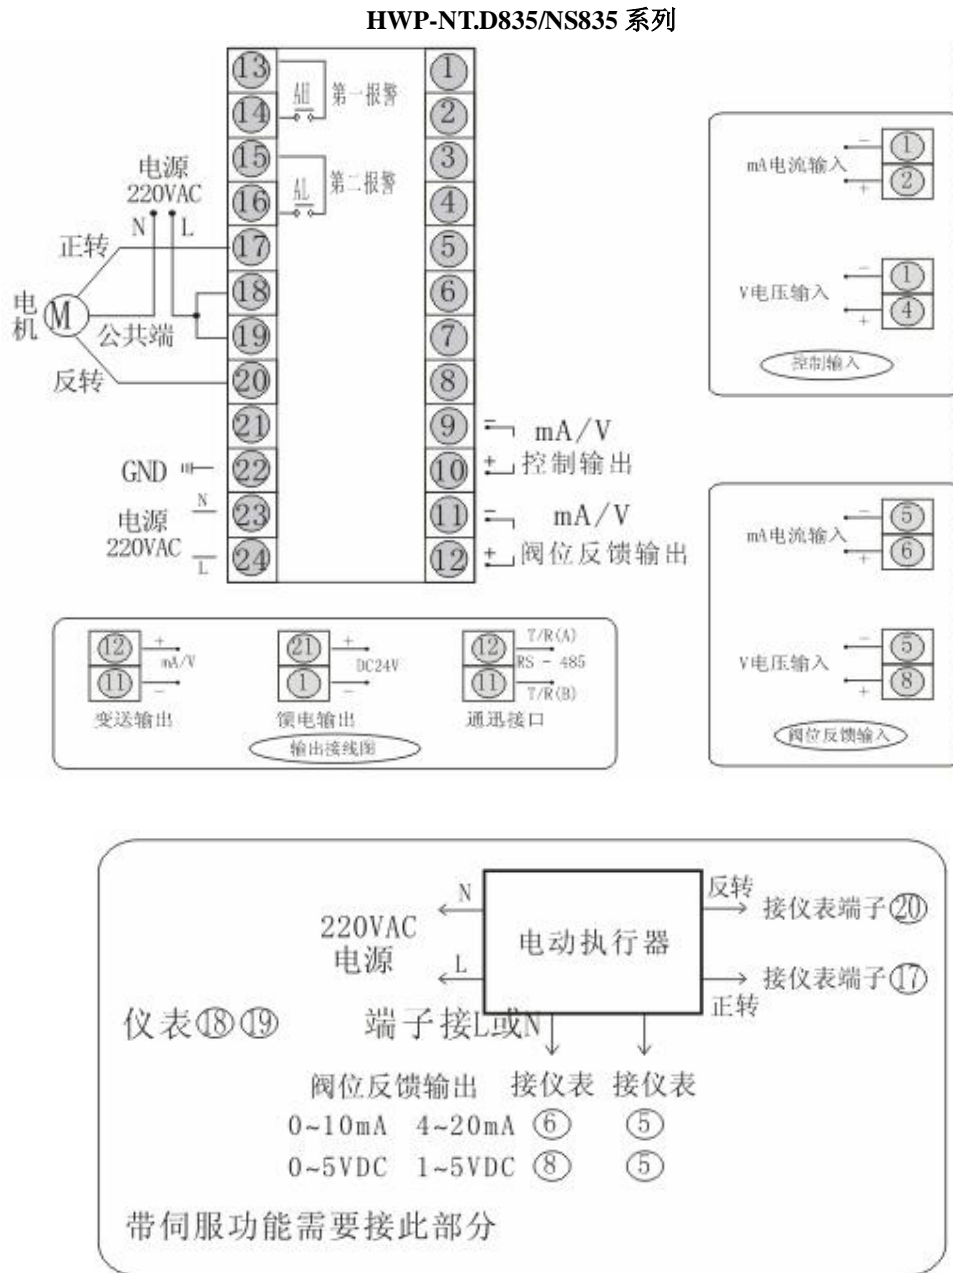 HWP-NT.D835/NS835 系列
13
14
AH
第一报警
15
16
AL
第二报警
电源
220VAC
N L
正转
17
电机
M
18
公共端
19
反转
20
21
GND
22
N
电源
23
220VAC
L
24
1
2
3
4
5
6
7
8
9
10
11
12
- mA/V
+ 控制输出
- mA/V
+ 阀位反馈输出
mA电流输入
- 1
+ 2
V电压输入
- 1
+ 4
控制输入
mA电流输入
- 5
+ 6
V电压输入
- 5
+ 8
阀位反馈输入
12 +
mA/V
11 -
变送输出
21 +
DC24V
1 -
馈电输出
12 T/R(A)
RS - 485
11 T/R(B)
通迅接口
输出接线图
N
220VAC
电源
L
电动执行器
反转
接仪表端子⑳
接仪表端子⑰
正转
仪表⑱⑲ 端子接L或N
阀位反馈输出 接仪表 接仪表
0~10mA 4~20mA ⑥ ⑤
0~5VDC 1~5VDC ⑧ ⑤
带伺服功能需要接此部分